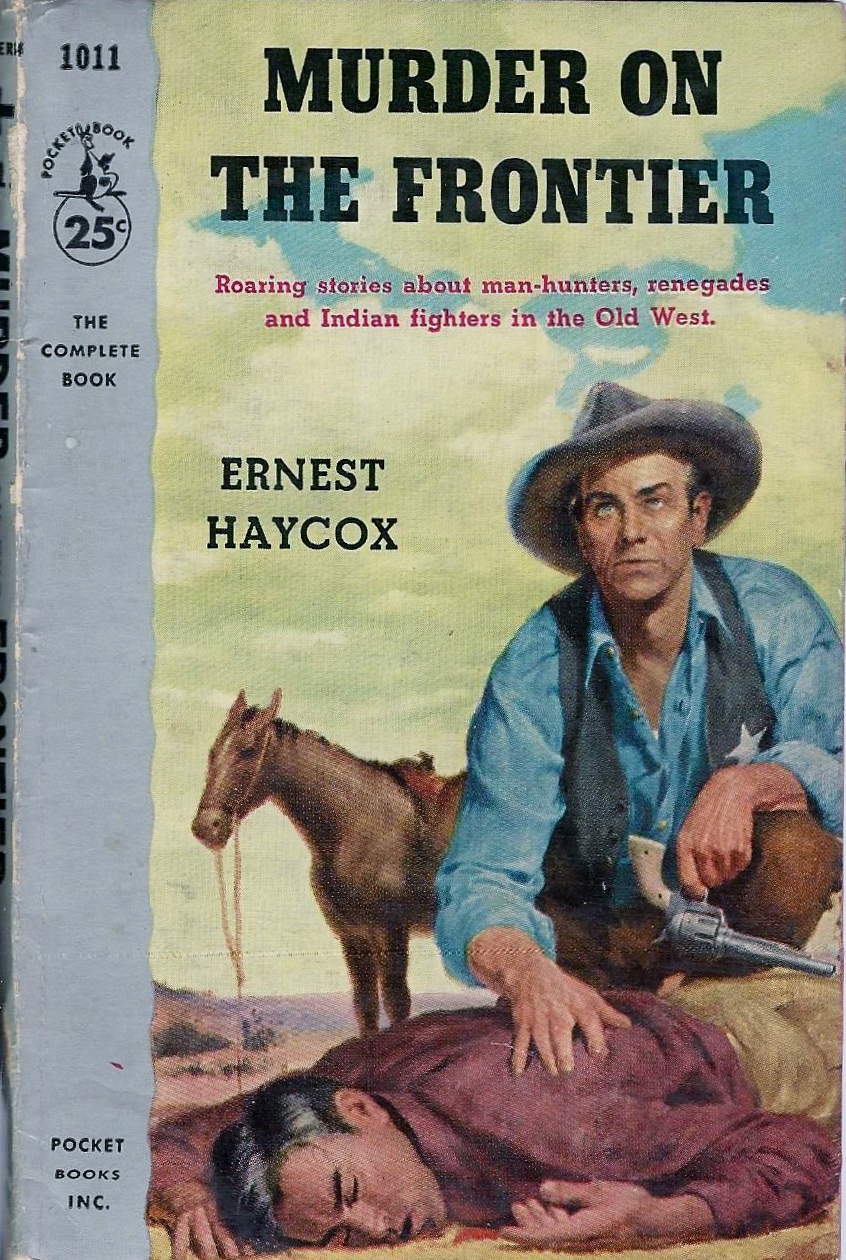 1011
POCKET BOOK
25¢
THE
COMPLETE
BOOK
POCKET
BOOKS
INC.
MURDER ON
THE FRONTIER
Roaring stories about man-hunters, renegades
and Indian fighters in the Old West.
ERNEST
HAYCOX